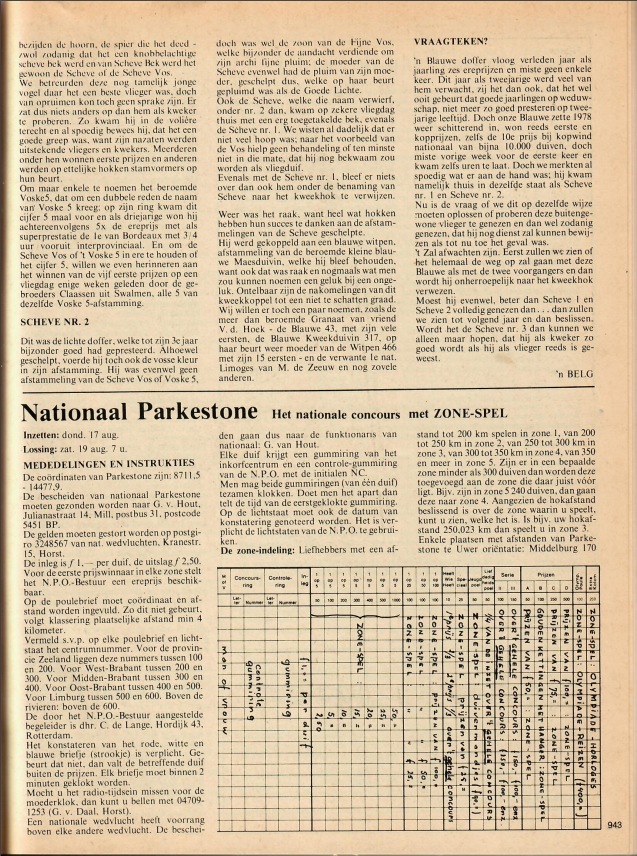 bezijden de hoorn, de spier die het deed -
zwol zodanig dat het een knobbelachtige
scheve bek werd en van Scheve Bek werd het
gewoon de Scheve of de Scheve Vos.
We betreurden deze nog tamelijk jonge
vogel daar het een beste vlieger was, doch
van opruimen kon toch geen sprake zijn. Er
zat dus niets anders op dan hem als kweker
te proberen. Zo kwam hij in de volière
terecht en al spoedig bewees hij, dat het een
goede greep was, want zijn nazaten werden
uitstekende vliegers en kwekers. Meerderen
onder hen wonnen eerste prijzen en anderen
werden op ettelijke hokken stamvormers op
hun beurt.
Om maar enkele te noemen het beroemde
Voske5, dat om een dubbele reden de naam
van Voske 5 kreeg: op zijn ring kwam dit
cijfer 5 maal voor en als driejarige won hij
achtereenvolgens 5x de ereprijs met als
superprestatie de 1e van Bordeaux met 3/4
uur vooruit interprovinciaal. En om de
Scheve Vos of 't Voske 5 in ere te houden of
het cijfer 5, willen we even herinneren aan
het winnen van de vijf eerste prijzen op een
vliegdag enige weken geleden door de ge-
broeders Claassen uit Swalmen, alle 5 van
dezelfde Voske 5-afstamming.
SCHEVE NR. 2
Dit was de lichte doffer, welke tot zijn 3e jaar
bijzonder goed had gepresteerd. Alhoewel
geschelpt, voerde hij toch ook de vosse kleur
in zijn afstamming. Hij was evenwel geen
afstammeling van de Scheve Vos of Voske 5,
doch was wel de zoon van de Fijne Vos,
welke bijzonder de aandacht verdiende om
zijn archi fijne pluim; de moeder van de
Scheve evenwel had de pluim van zijn moe-
der, geschelpt dus, welke op haar beurt
gepluimd was als de Goede Lichte.
Ook de Scheve, welke die naam verwierf,
onder nr. 2 dan, kwam op zekere vliegdag
thuis met een erg toegetakelde bek, evenals
de Scheve nr. 1. We wisten al dadelijk dat er
niet veel hoop was; naar het voorbeeld van
de Vos hielp geen behandeling of ten minste
niet in die mate, dat hij nog bekwaam zou
worden als vliegduif.
Evenals met de Scheve nr. 1, bleef er niets
over dan ook hem onder de benaming van
Scheve naar het kweekhok te verwijzen.
Weer was het raak, want heel wat hokken
hebben hun succes te danken aan de afstam-
melingen van de Scheve geschelpte.
Hij werd gekoppeld aan een blauwe witpen,
afstammeling van de beroemde kleine blau-
we Maesduivin, welke hij bleef behouden,
want ook dat was raak en nogmaals wat men
zou kunnen noemen een geluk bij een onge-
luk. Ontelbaar zijn de nakomelingen van dit
kweekkoppel tot een niet te schatten graad.
Wij willen er toch een paar noemen, zoals de
meer dan beroemde Granaat van vriend
V.d. Hoek - de Blauwe 43, met zijn vele
eersten, de Blauwe Kweekduivin 317, op
haar beurt weer moeder van de Witpen 466
met zijn 15 eersten - en de verwante 1e nat.
Limoges van M. de Zeeuw en nog zovele
anderen.
VRAAGTEKEN?
'n Blauwe doffer vloog verleden jaar als
jaarling zes ereprijzen en miste geen enkele
keer. Dit jaar als tweejarige werd veel van
hem verwacht, zij het dan ook, dat het wel
ooit gebeurt dat goede jaarlingen op weduw-
schap, niet meer zo goed presteren op twee-
jarige leeftijd. Doch onze Blauwe zette 1978
weer schitterend in, won reeds eerste en
kopprijzen, zelfs de 10e prijs bij kopwind
nationaal van bijna 10.000 duiven, doch
miste vorige week voor de eerste keer en
kwam zelfs uren te laat. Doch we merkten al
spoedig wat er aan de hand was; hij kwam
namelijk thuis in dezelfde staat als Scheve
nr. 1 en Scheve nr. 2.
Nu is de vraag of we dit op dezelfde wijze
moeten oplossen of proberen deze buitenge-
wone vlieger te genezen en dan wel zodanig
genezen, dat hij nog dienst zal kunnen bewij-
zen als tot nu toe het geval was.
't Zal afwachten zijn. Eerst zullen we zien of
het helemaal de weg op zal gaan met deze
Blauwe als met de twee voorgangers en dan
wordt hij onherroepelijk naar het kweekhok
verwezen.
Moest hij evenwel, beter dan Scheve 1 en
Scheve 2 volledig genezen dan . . . dan zullen
we zien tot volgend jaar en dan beslissen.
Wordt het de Scheve nr. 3 dan kunnen we
alleen maar hopen, dat hij als kweker zo
goed wordt als hij als vlieger reeds is ge-
weest.
'n BELG
Nationaal Parkestone Het nationale concours met ZONE-SPEL
Inzetten: dond. 17 aug.
Lossing: zat. 19 aug. 7 u.
MEDEDELINGEN EN INSTRUKTIES
De coördinaten van Parkestone zijn: 8711,5
- 14477,9.
De bescheiden van nationaal Parkestone
moeten gezonden worden naar G. v. Hout,
Julianastraat 14, Mill, postbus 31, postcode
5451 BP.
De gelden moeten gestort worden op postgi-
ro 3248567 van nat. wedvluchten, Kranestr.
15, Horst.
De inleg is f 1,— per duif, de uitslag f 2,50.
Voor de eerste prijswinnaar in elke zone stelt
het N.P.O.-Bestuur een ereprijs beschik-
baar.
Op de poulebrief moet coördinaat en af-
stand worden ingevuld. Zo dit niet gebeurt,
volgt klassering plaatselijke afstand min 4
kilometer.
Vermeld s.v.p. op elke poulebrief en licht-
staat het centrumnummer. Voor de provin-
cie Zeeland liggen deze nummers tussen 100
en 200. Voor West-Brabant tussen 200 en
300. Voor Midden-Brabant tussen 300 en
400. Voor Oost-Brabant tussen 400 en 500.
Voor Limburg tussen 500 en 600. Boven de
rivieren: boven de 600.
De door het N.P.O.-Bestuur aangestelde
begeleider is dhr. C. de Lange, Hordijk 43,
Rotterdam.
Het konstateren van de rode, witte en
blauwe briefje (strookje) is verplicht. Ge-
beurt dat niet, dan valt de betreffende duif
buiten de prijzen. Elk briefje moet binnen 2
minuten geklokt worden.
Mocht u het radio-tijdsein missen voor de
moederklok, dan kunt u bellen met 04709-
1253 (G. v. Daal, Horst).
Een nationale wedvlucht heeft voorrang
boven elke andere wedvlucht. De beschei-
den gaan dus naar de funktionaris van
nationaal: G. van Hout.
Elke duif krijgt een gummiring van het
inkorfcentrum en een controle-gummiring
van de N.P.O. met de initialen NC.
Men mag beide gummiringen (van één duif)
tezamen klokken. Doet men het apart dan
telt de tijd van de eerstgeklokte gummiring.
Op de lichtstaat moet ook de datum van
konstatering genoteerd worden. Het is ver-
plicht de lichtstaten van de N.P.O. te gebrui-
ken.
De zone-indeling: Liefhebbers met een af-
stand tot 200 km spelen in zone 1, van 200
tot 250 km in zone 2, van 250 tot 300 km in
zone 3, van 300 tot 350 km in zone 4, van 350
en meer in zone 5. Zijn er in een bepaalde
zone minder als 300 duiven dan worden deze
toegevoegd aan de zone die daar juist vóór
ligt. Bijv. zijn in zone 5 240 duiven, dan gaan
deze naar zone 4. Aangezien de hokafstand
beslissend is over de zone waarin u speelt,
kunt u zien, welke het is. Is bijv. uw hokaf-
stand 250.023 km dan speelt u in zone 3.
Enkele plaatsen met afstanden van Parke-
stone te Uwer oriëntatie: Middelburg 170
Concours-
ring
Controle-
ring
In-
leg
Serie
Prijzen
Let-
ter Nummer
Let-
ter Nummer
man of vrouw
gummiring
controle
gummiring
f 1,= per duif
2,50
5,=
10,=
15,=
20,=
25,=
50,=
ZONE-SPEL
943